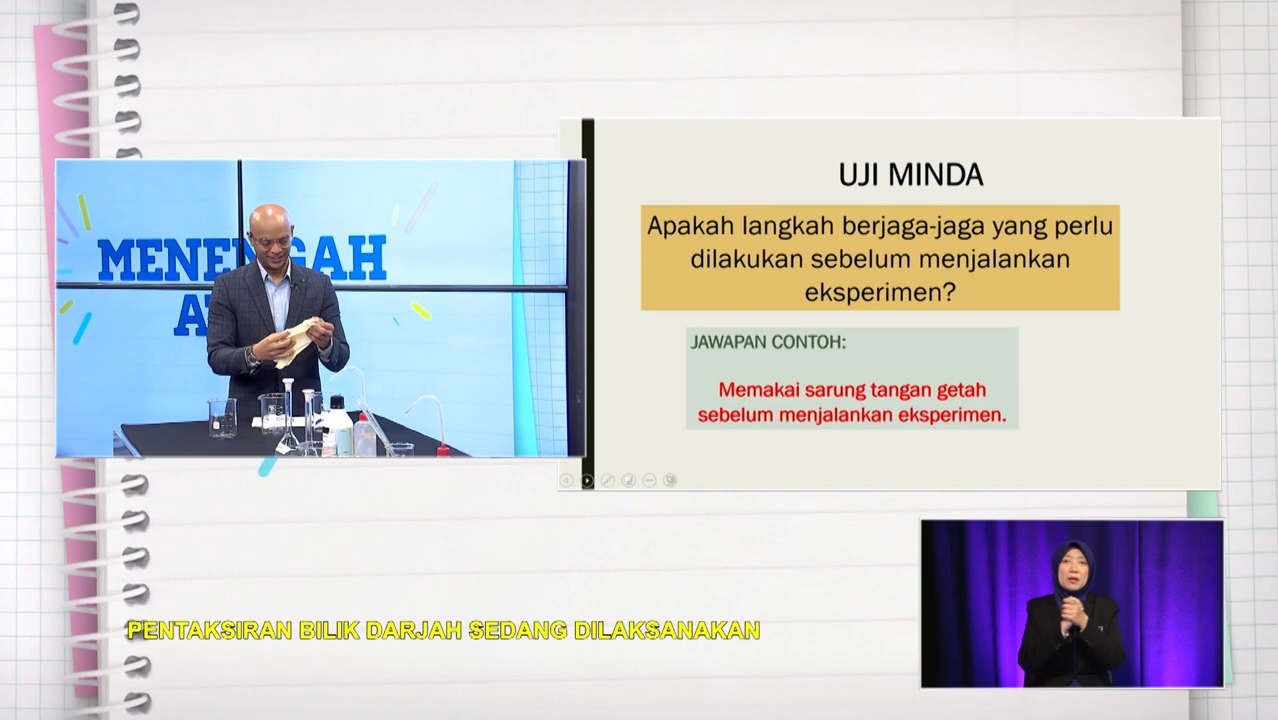 MENENGAH
UJI MINDA
Apakah langkah berjaga-jaga yang perlu
dilakukan sebelum menjalankan
eksperimen?
JAWAPAN CONTOH:
Memakai sarung tangan getah
sebelum menjalankan eksperimen.
PENTAKSIRAN BILIK DARJAH SEDANG DILAKSANAKAN